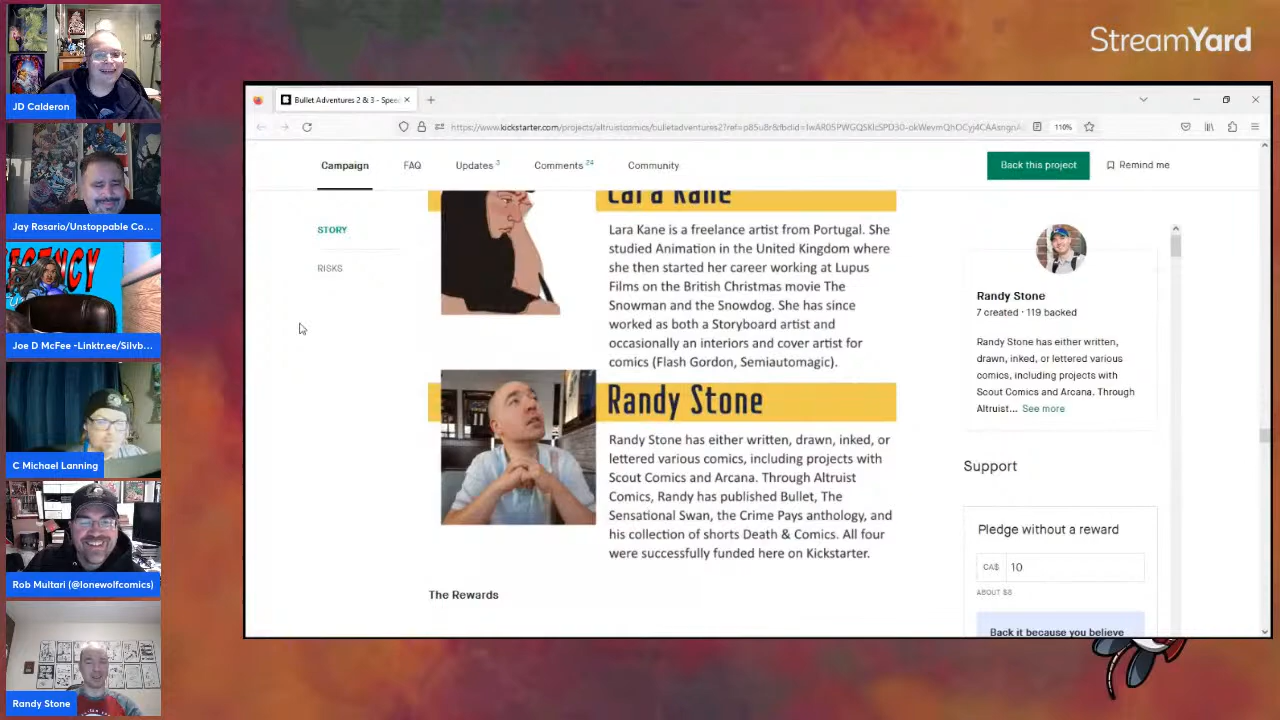 StreamYard
JD Calderon
Jay Rosario/Unstoppable Co...
Joe D McFee -Linktr.ee/Silvb...
C Michael Lanning
Rob Multari (@lonewolfcomics)
Randy Stone
Bullet Adventures 2 & 3 - Spen
110%
Campaign
FAQ
Updates 3
Comments 24
Community
Back this project
Remind me
STORY
RISKS
Lara Kane
Lara Kane is a freelance artist from Portugal. She
studied Animation in the United Kingdom where
she then started her career working at Lupus
Films on the British Christmas movie The
Snowman and the Snowdog. She has since
worked as both a Storyboard artist and
occasionally an interiors and cover artist for
comics (Flash Gordon, Semiautomagic).
Randy Stone
Randy Stone has either written, drawn, inked, or
lettered various comics, including projects with
Scout Comics and Arcana. Through Altruist
Comics, Randy has published Bullet, The
Sensational Swan, the Crime Pays anthology, and
his collection of shorts Death & Comics. All four
were successfully funded here on Kickstarter.
The Rewards
Randy Stone
7 created · 119 backed
Randy Stone has either written,
drawn, inked, or lettered various
comics, including projects with
Scout Comics and Arcana. Through
Altruist... See more
Support
Pledge without a reward
CA$ 10
ABOUT $8
Back it because you believe